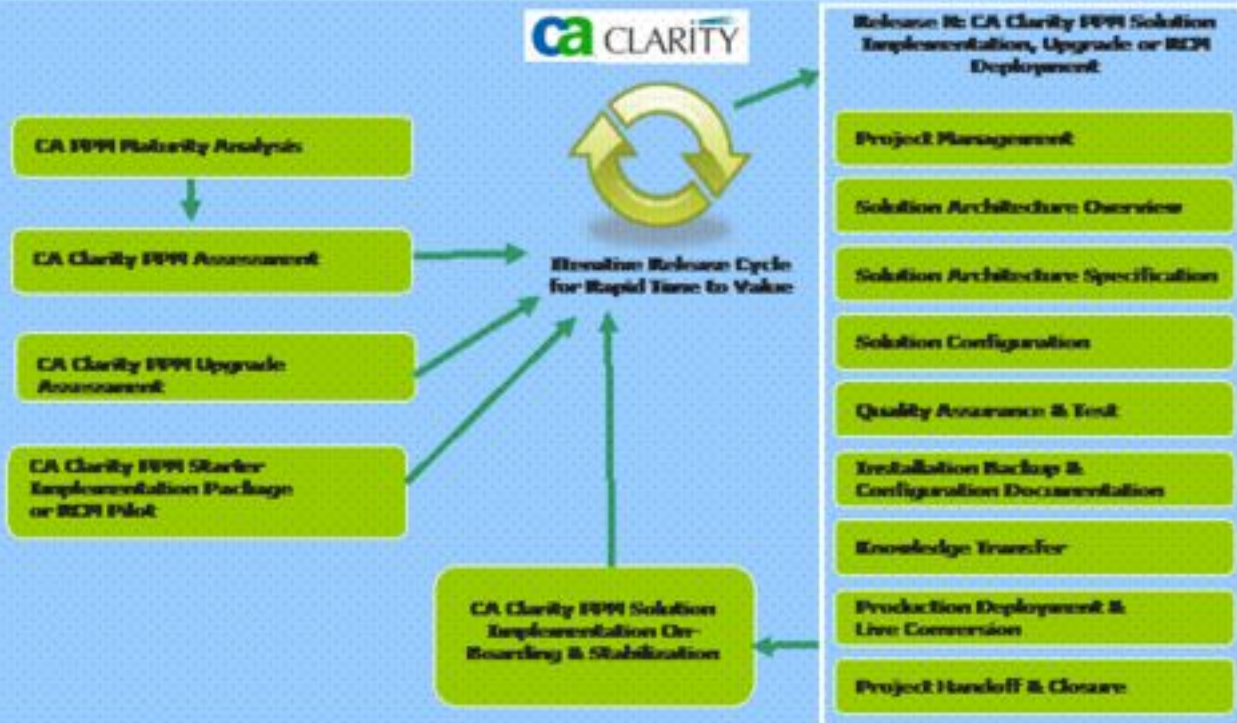 ca CLARITY
CA PPM Maturity Analysis
CA Clarity PPM Assessment
CA Clarity PPM Upgrade
Assessment
CA Clarity PPM Starter
Implementation Package
or RCM Pilot
Iterative Release Cycle
for Rapid Time to Value
CA Clarity PPM Solution
Implementation On-
Boarding & Stabilization
Release N: CA Clarity PPM Solution
Implementation, Upgrade or RCM
Deployment
Project Management
Solution Architecture Overview
Solution Architecture Specification
Solution Configuration
Quality Assurance & Test
Installation Backup &
Configuration Documentation
Knowledge Transfer
Production Deployment &
Live Conversion
Project Handoff & Closure